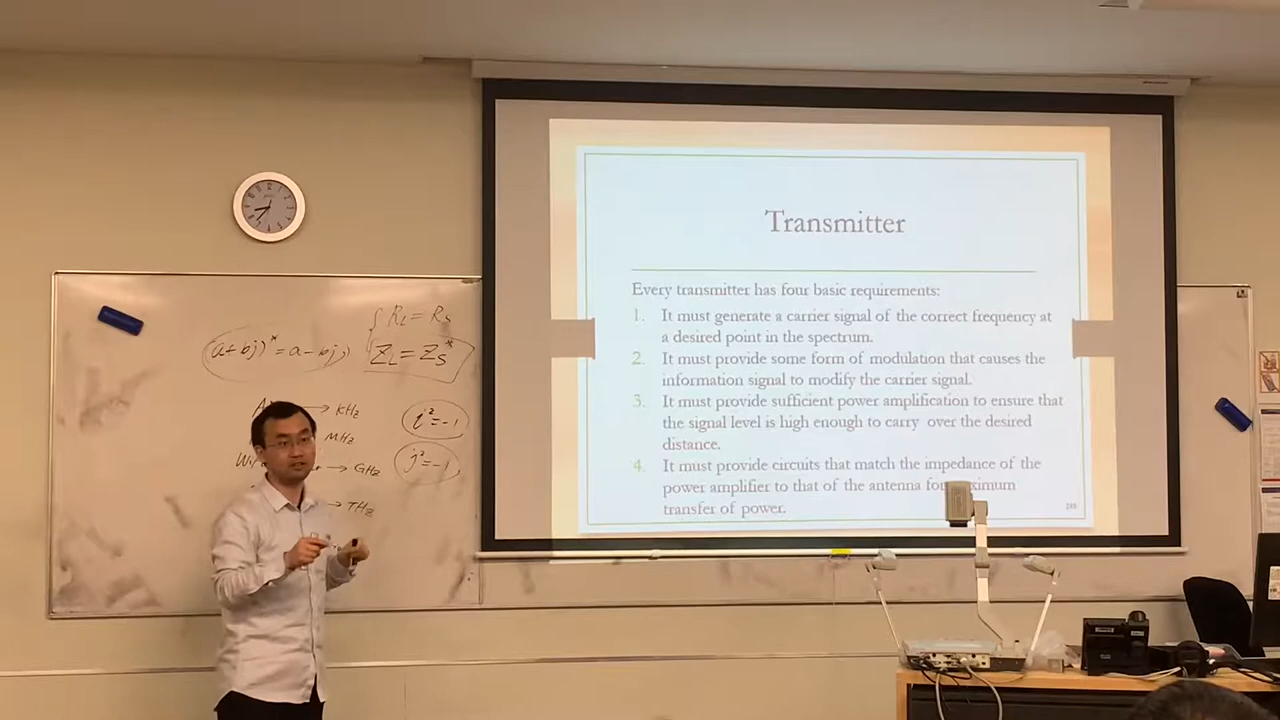 Transmitter
Every transmitter has four basic requirements:
1. It must generate a carrier signal of the correct frequency at
a desired point in the spectrum.
2. It must provide some form of modulation that causes the
information signal to modify the carrier signal.
3. It must provide sufficient power amplification to ensure that
the signal level is high enough to carry over the desired
distance.
4. It must provide circuits that match the impedance of the
power amplifier to that of the antenna for
transfer of power.
R_L = R_S
(a+bj)* = a - bj
Z_L = Z_S*
→ KHz
MHz
→ GHz
→ THz
i² = -1
j² = -1